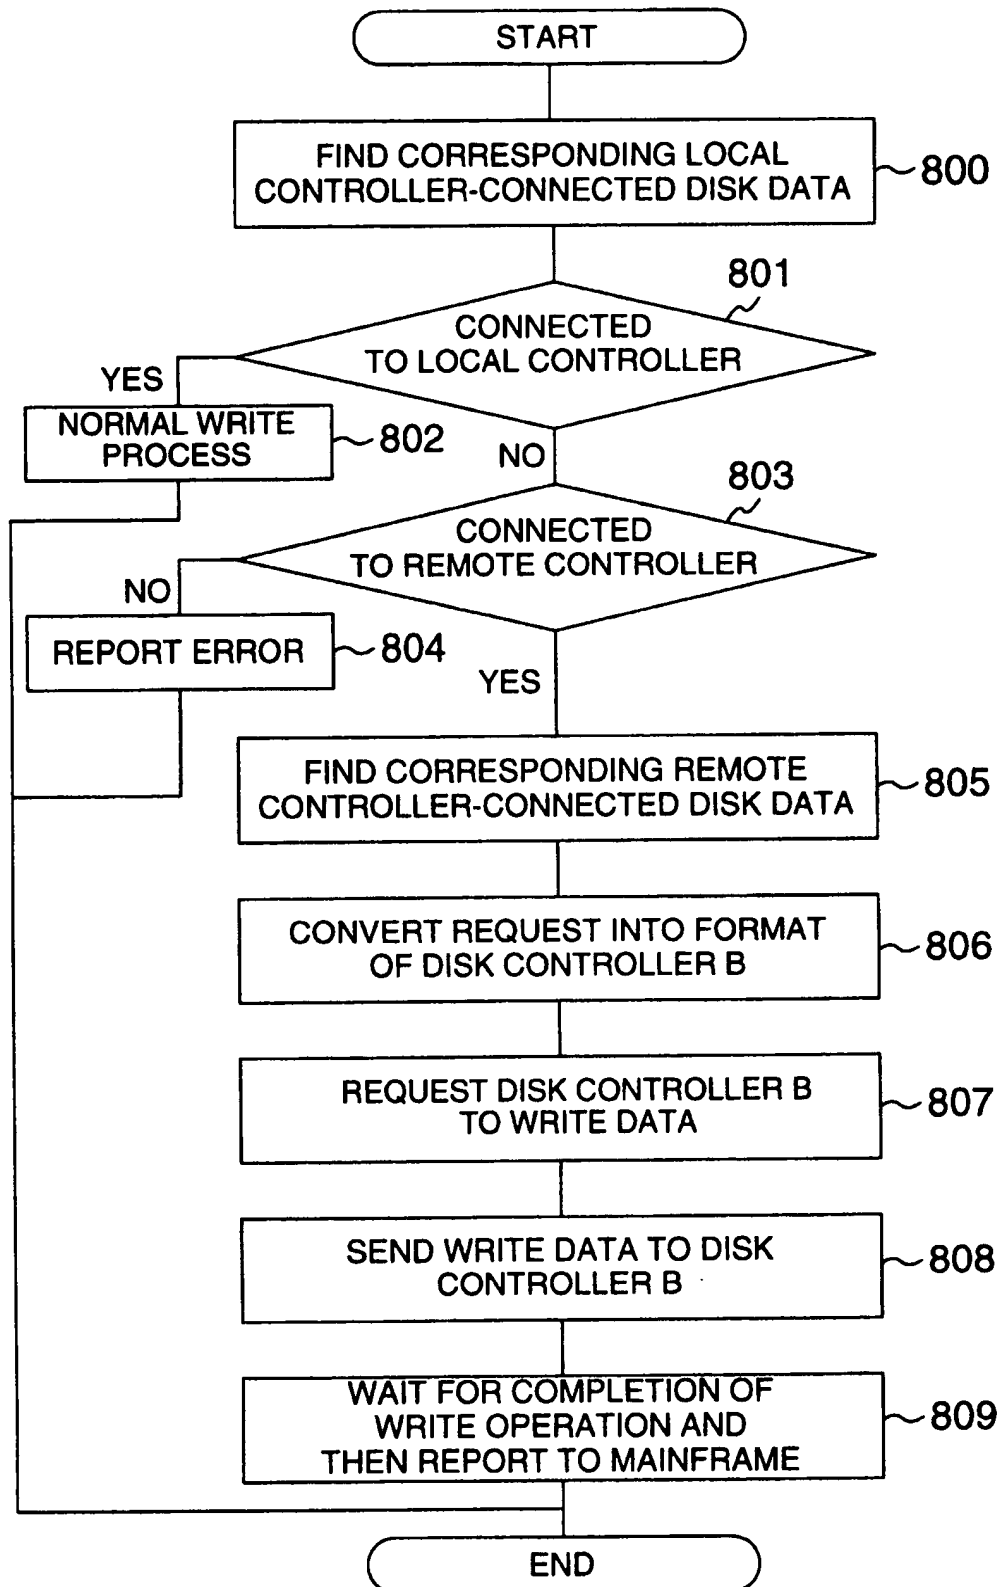 START
FIND CORRESPONDING LOCAL
CONTROLLER-CONNECTED DISK DATA
800
801
CONNECTED
TO LOCAL CONTROLLER
YES
NORMAL WRITE
PROCESS
802
NO
803
CONNECTED
TO REMOTE CONTROLLER
NO
REPORT ERROR
804
YES
FIND CORRESPONDING REMOTE
CONTROLLER-CONNECTED DISK DATA
805
CONVERT REQUEST INTO FORMAT
OF DISK CONTROLLER B
806
REQUEST DISK CONTROLLER B
TO WRITE DATA
807
SEND WRITE DATA TO DISK
CONTROLLER B
808
WAIT FOR COMPLETION OF
WRITE OPERATION AND
THEN REPORT TO MAINFRAME
809
END